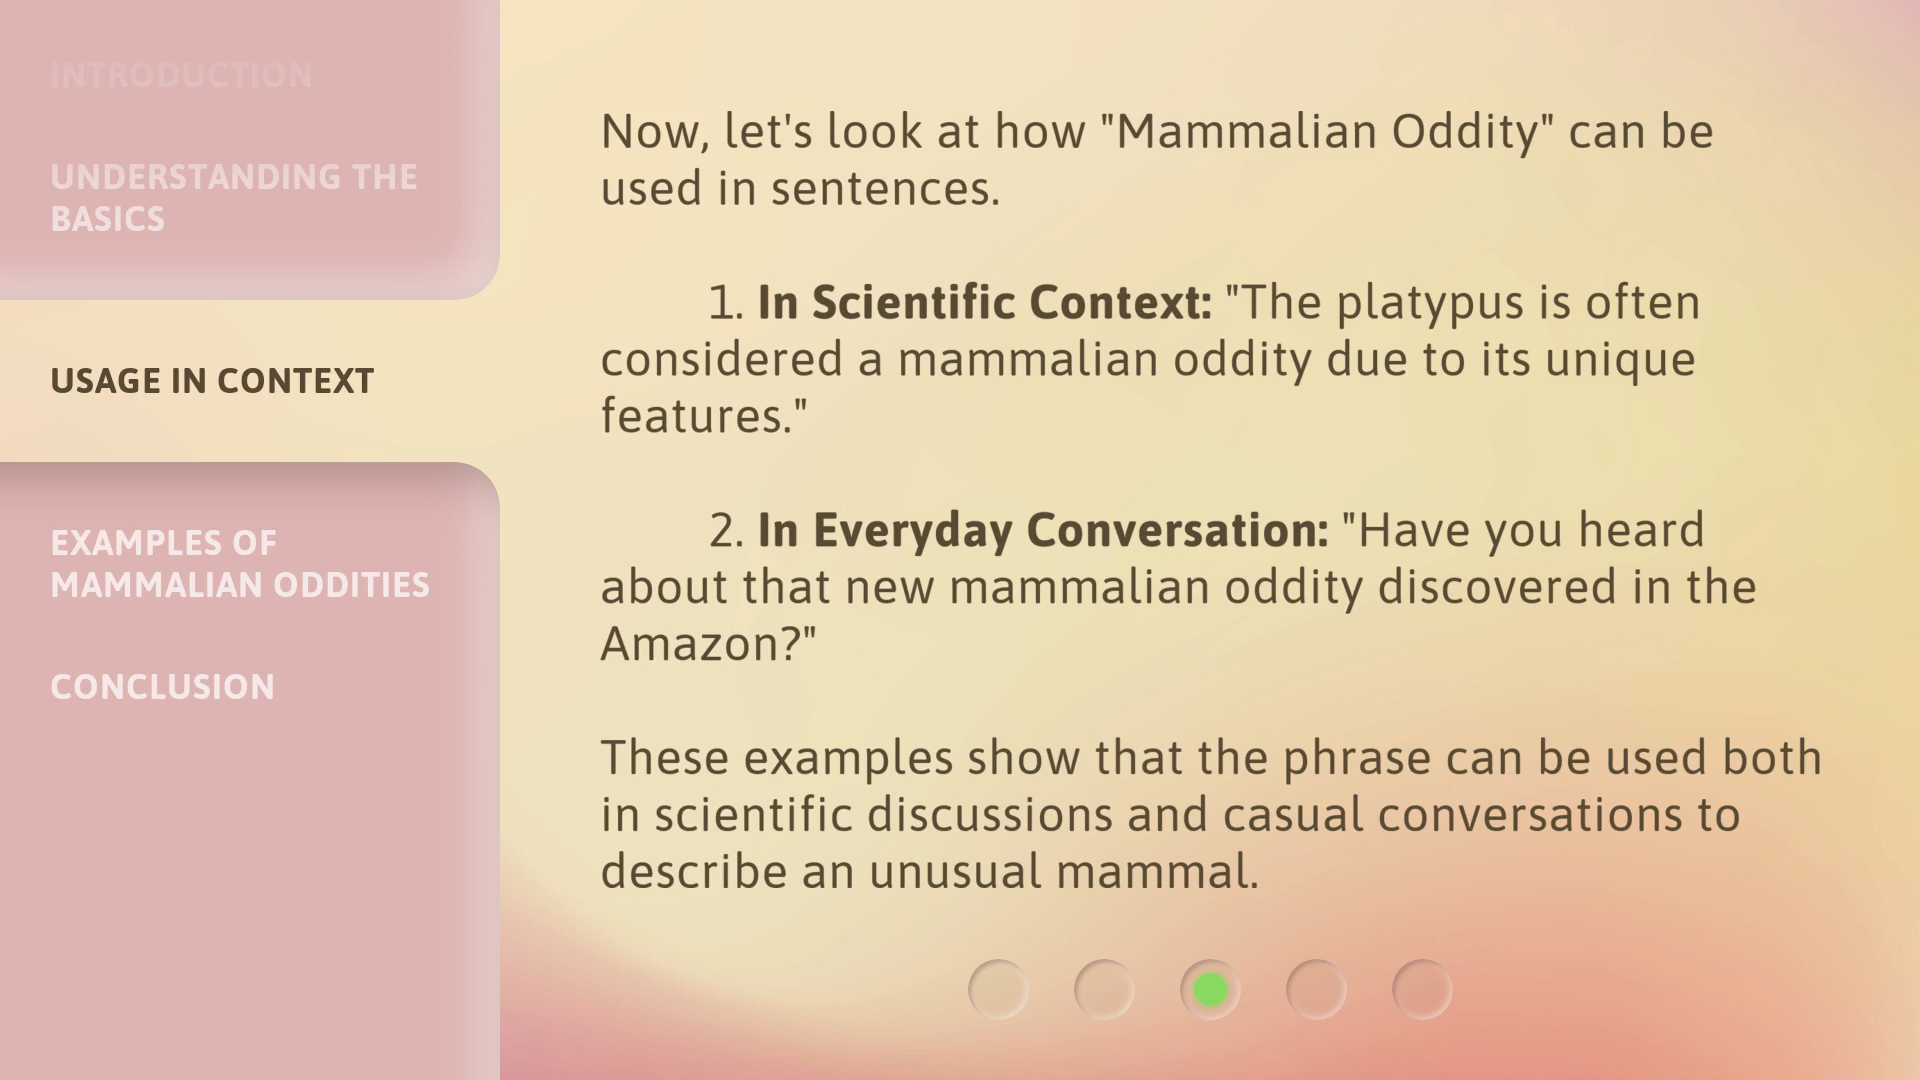 INTRODUCTION
UNDERSTANDING THE
BASICS
USAGE IN CONTEXT
EXAMPLES OF
MAMMALIAN ODDITIES
CONCLUSION
Now, let's look at how "Mammalian Oddity" can be
used in sentences.
1. In Scientific Context: "The platypus is often
considered a mammalian oddity due to its unique
features."
2. In Everyday Conversation: "Have you heard
about that new mammalian oddity discovered in the
Amazon?"
These examples show that the phrase can be used both
in scientific discussions and casual conversations to
describe an unusual mammal.